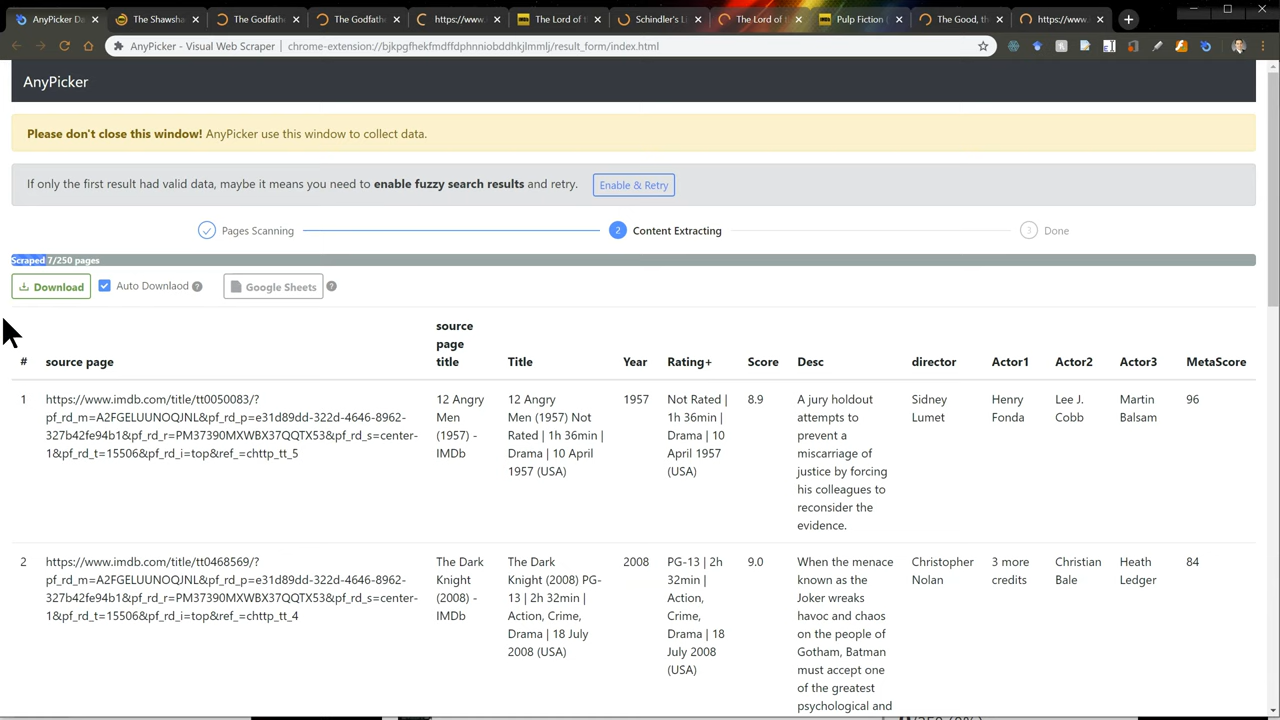 AnyPicker Da
The Shawsha
The Godfathe
The Godfathe
https://www.
The Lord of t
Schindler's Li
The Lord of t
Pulp Fiction (
The Good, th
https://www.
AnyPicker - Visual Web Scraper | chrome-extension://bjkpgfhekfmdffdphnniobddhkjlmmlj/result_form/index.html
AnyPicker
Please don't close this window! AnyPicker use this window to collect data.
If only the first result had valid data, maybe it means you need to enable fuzzy search results and retry. Enable & Retry
Pages Scanning 2 Content Extracting 3 Done
Scraped 7/250 pages
Download Auto Downlaod ? Google Sheets ?
# source page source page title Title Year Rating+ Score Desc director Actor1 Actor2 Actor3 MetaScore
1 https://www.imdb.com/title/tt0050083/? 12 Angry 12 Angry 1957 Not Rated | 8.9 A jury holdout Sidney Henry Lee J. Martin 96
pf_rd_m=A2FGELUUNOQJNL&pf_rd_p=e31d89dd-322d-4646-8962- Men Men (1957) Not 1h 36min | attempts to Lumet Fonda Cobb Balsam
327b42fe94b1&pf_rd_r=PM37390MXWBX37QQTX53&pf_rd_s=center- (1957) - Rated | 1h 36min | Drama | 10 prevent a
1&pf_rd_t=15506&pf_rd_i=top&ref_=chttp_tt_5 IMDb Drama | 10 April April 1957 miscarriage of
1957 (USA) (USA) justice by forcing
his colleagues to
reconsider the
evidence.
2 https://www.imdb.com/title/tt0468569/? The Dark The Dark 2008 PG-13 | 2h 9.0 When the menace Christopher 3 more Christian Heath 84
pf_rd_m=A2FGELUUNOQJNL&pf_rd_p=e31d89dd-322d-4646-8962- Knight Knight (2008) PG- 32min | known as the Nolan credits Bale Ledger
327b42fe94b1&pf_rd_r=PM37390MXWBX37QQTX53&pf_rd_s=center- (2008) - 13 | 2h 32min | Action, Joker wreaks
1&pf_rd_t=15506&pf_rd_i=top&ref_=chttp_tt_4 IMDb Action, Crime, Crime, havoc and chaos
Drama | 18 July Drama | 18 on the people of
2008 (USA) July 2008 Gotham, Batman
(USA) must accept one
of the greatest
psychological and